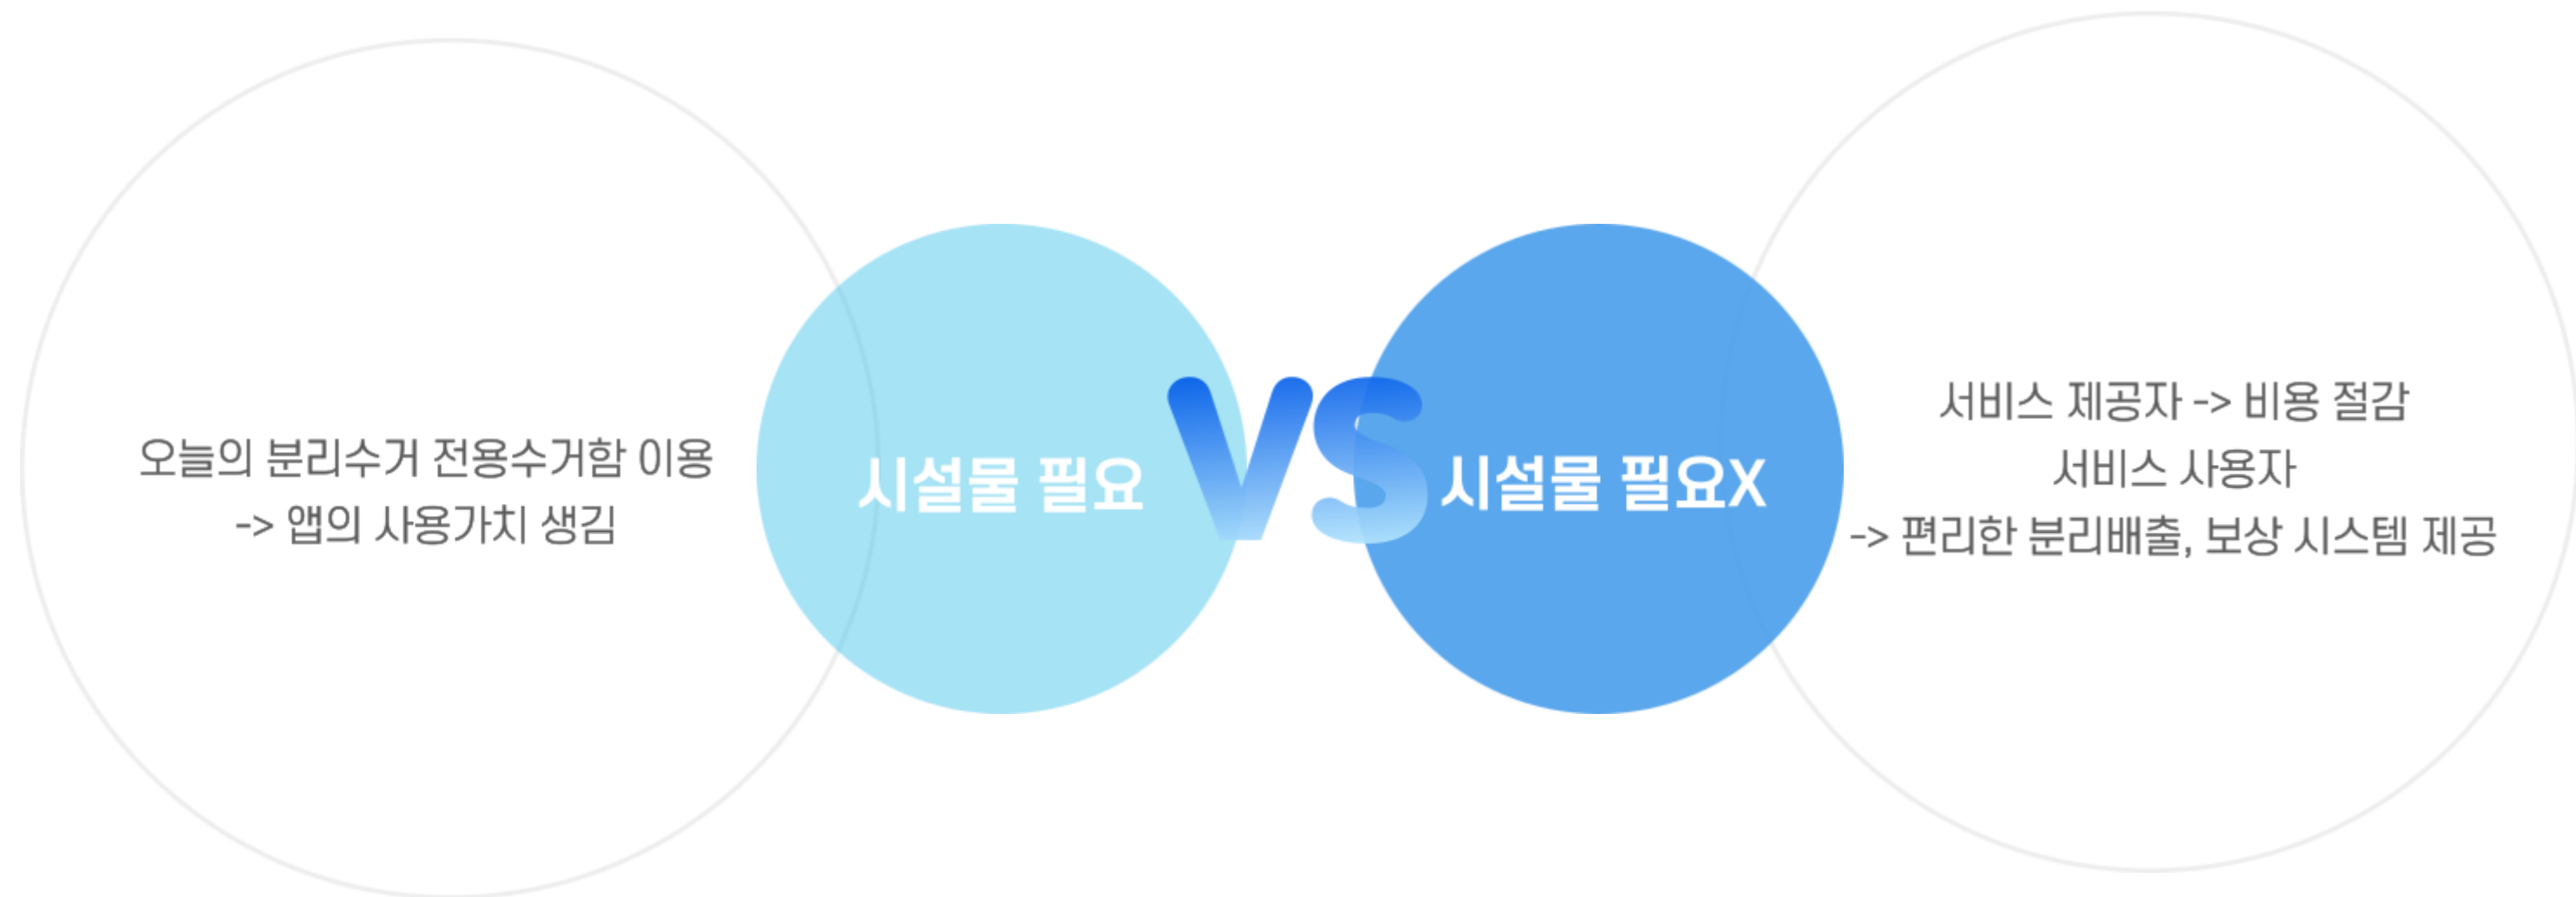 오늘의 분리수거 전용수거함 이용
-> 앱의 사용가치 생김
시설물 필요
VS
시설물 필요X
서비스 제공자 -> 비용 절감
서비스 사용자
-> 편리한 분리배출, 보상 시스템 제공